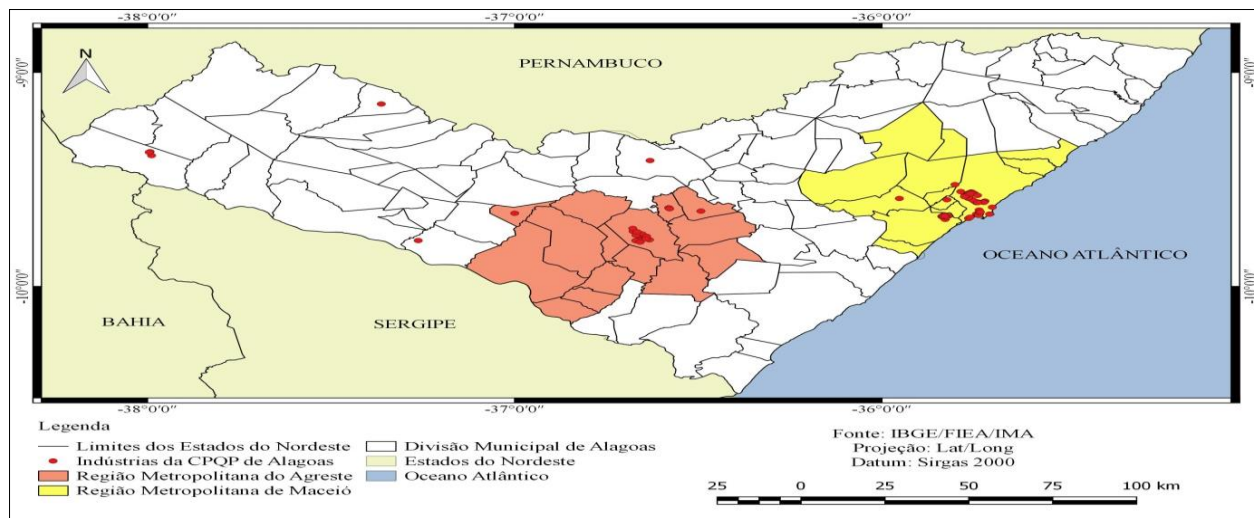 -38°0'0" -37°0'0" -36°0'0"
N
PERNAMBUCO
-9°0'0" -9°0'0"
OCEANO ATLÂNTICO
-10°0'0" -10°0'0"
BAHIA SERGIPE
-38°0'0" -37°0'0" -36°0'0"
Legenda
Limites dos Estados do Nordeste
Indústrias da CPQP de Alagoas
Região Metropolitana do Agreste
Região Metropolitana de Maceió
Divisão Municipal de Alagoas
Estados do Nordeste
Oceano Atlântico
Fonte: IBGE/FIEA/IMA
Projeção: Lat/Long
Datum: Sirgas 2000
25 0 25 50 75 100 km